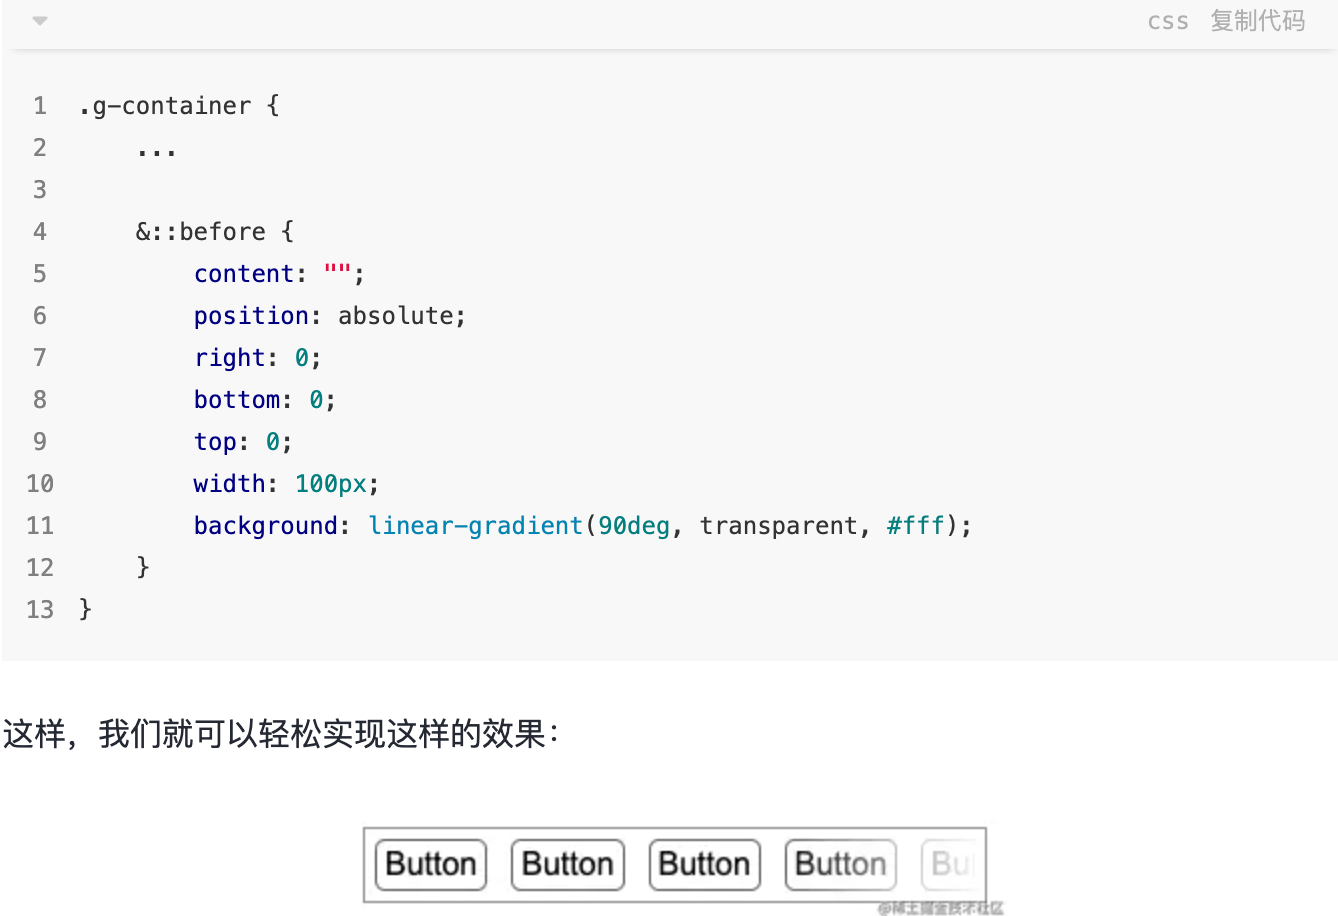 css 复制代码
1 .g-container {
2     ...
3
4     &::before {
5         content: "";
6         position: absolute;
7         right: 0;
8         bottom: 0;
9         top: 0;
10         width: 100px;
11         background: linear-gradient(90deg, transparent, #fff);
12     }
13 }
这样，我们就可以轻松实现这样的效果：
Button Button Button Button Bu
@稀土掘金技术社区